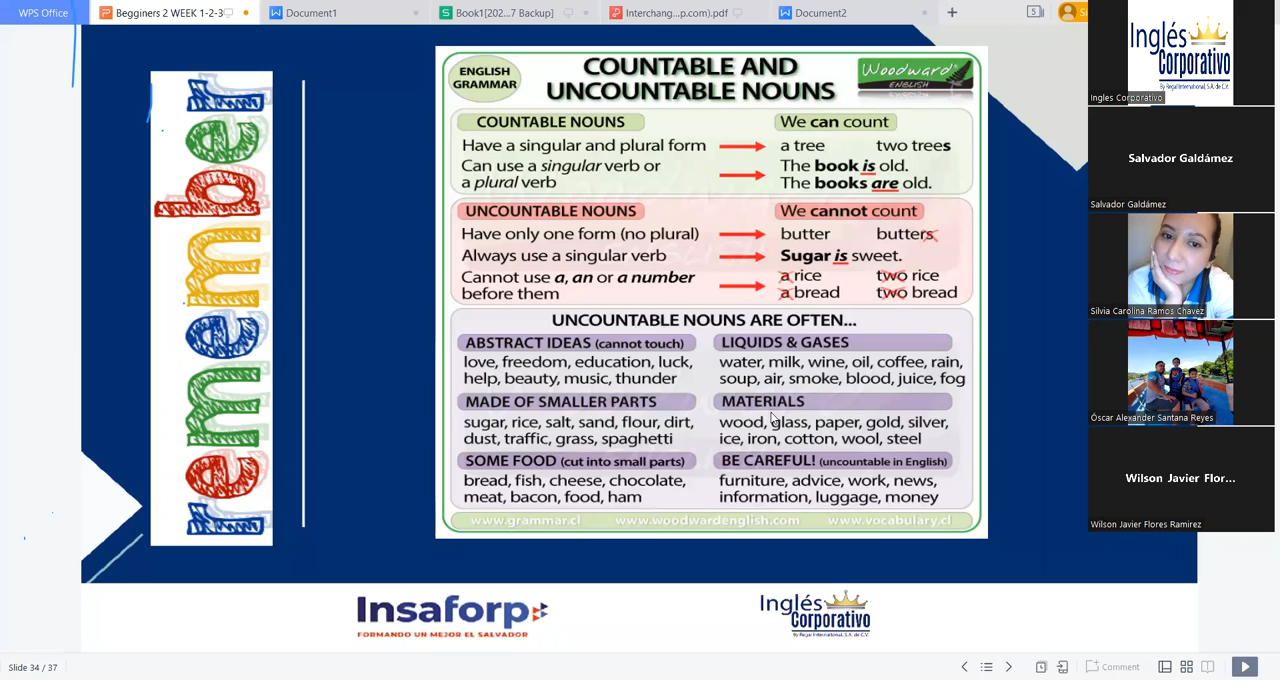 WPS Office
Begginers 2 WEEK 1-2-3
Document1
Book1[202...7 Backup]
Interchang...p.com).pdf
Document2
5
remember
ENGLISH
GRAMMAR
COUNTABLE AND
UNCOUNTABLE NOUNS
Woodward
ENGLISH
COUNTABLE NOUNS
We can count
Have a singular and plural form
a tree two trees
Can use a singular verb or
a plural verb
The book is old.
The books are old.
UNCOUNTABLE NOUNS
We cannot count
Have only one form (no plural)
butter butters
Always use a singular verb
Sugar is sweet.
Cannot use a, an or a number
before them
a rice two rice
a bread two bread
UNCOUNTABLE NOUNS ARE OFTEN...
ABSTRACT IDEAS (cannot touch)
love, freedom, education, luck,
help, beauty, music, thunder
LIQUIDS & GASES
water, milk, wine, oil, coffee, rain,
soup, air, smoke, blood, juice, fog
MADE OF SMALLER PARTS
sugar, rice, salt, sand, flour, dirt,
dust, traffic, grass, spaghetti
MATERIALS
wood, glass, paper, gold, silver,
ice, iron, cotton, wool, steel
SOME FOOD (cut into small parts)
bread, fish, cheese, chocolate,
meat, bacon, food, ham
BE CAREFUL! (uncountable in English)
furniture, advice, work, news,
information, luggage, money
www.grammar.cl www.woodwardenglish.com www.vocabulary.cl
Insaforp
FORMANDO UN MEJOR EL SALVADOR
Inglés
Corporativo
By Regal International, S.A. de C.V.
Inglés
Corporativo
By Regal International, S.A. de C.V.
Ingles Corporativo
Salvador Galdámez
Salvador Galdámez
Silvia Carolina Ramos Chavez
Óscar Alexander Santana Reyes
Wilson Javier Flor...
Wilson Javier Flores Ramirez
Slide 34 / 37
Comment